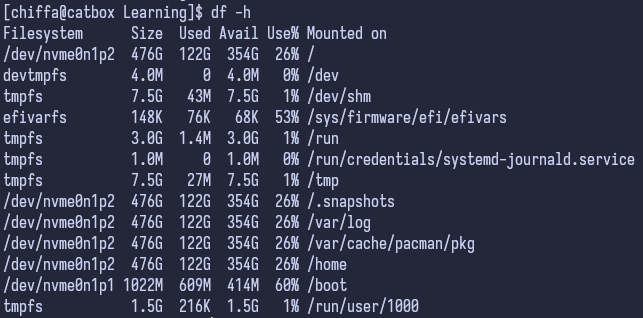 [chiffa@catbox Learning]$ df -h
Filesystem      Size  Used Avail Use% Mounted on
/dev/nvme0n1p2  476G  122G  354G  26% /
devtmpfs        4.0M     0  4.0M   0% /dev
tmpfs           7.5G   43M  7.5G   1% /dev/shm
efivarfs        148K   76K   68K  53% /sys/firmware/efi/efivars
tmpfs           3.0G  1.4M  3.0G   1% /run
tmpfs           1.0M     0  1.0M   0% /run/credentials/systemd-journald.service
tmpfs           7.5G   27M  7.5G   1% /tmp
/dev/nvme0n1p2  476G  122G  354G  26% /.snapshots
/dev/nvme0n1p2  476G  122G  354G  26% /var/log
/dev/nvme0n1p2  476G  122G  354G  26% /var/cache/pacman/pkg
/dev/nvme0n1p2  476G  122G  354G  26% /home
/dev/nvme0n1p1 1022M  609M  414M  60% /boot
tmpfs           1.5G  216K  1.5G   1% /run/user/1000